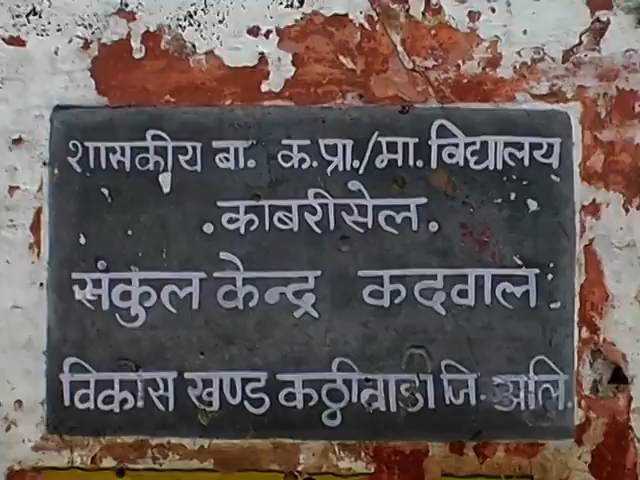 शासकीय बा. क.प्रा./मा. विद्यालय
.काबरीसेल.
संकुल केन्द्र कदवाल
विकास खण्ड कठ्ठीवाडा जि. अलि.